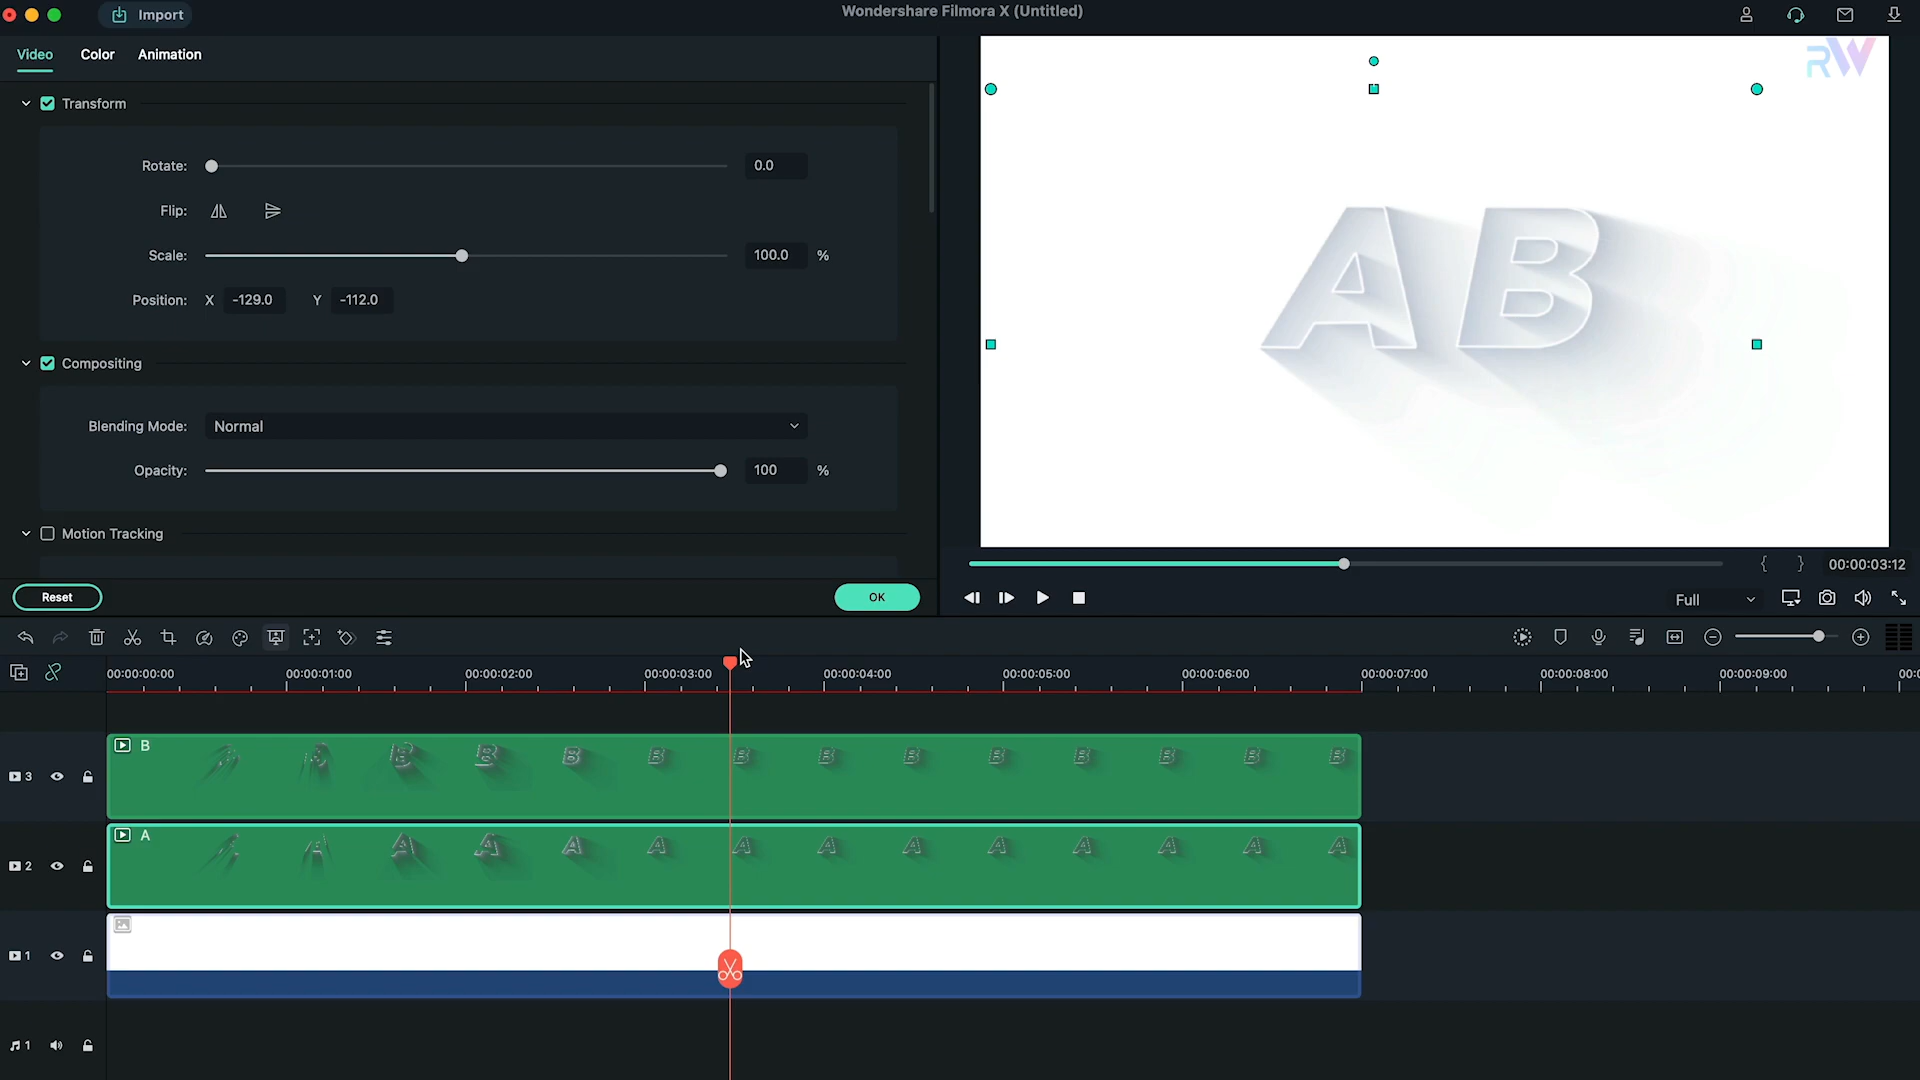 Import
Wondershare Filmora X (Untitled)
Video Color Animation
RW
Transform
Rotate: 0.0
Flip:
Scale: 100.0 %
Position: X -129.0 Y -112.0
AB
Compositing
Blending Mode: Normal
Opacity: 100 %
Motion Tracking
00:00:03:12
Reset OK
Full
00:00:00:00 00:00:01:00 00:00:02:00 00:00:03:00 00:00:04:00 00:00:05:00 00:00:06:00 00:00:07:00 00:00:08:00 00:00:09:00
B
3
A
2
1
1